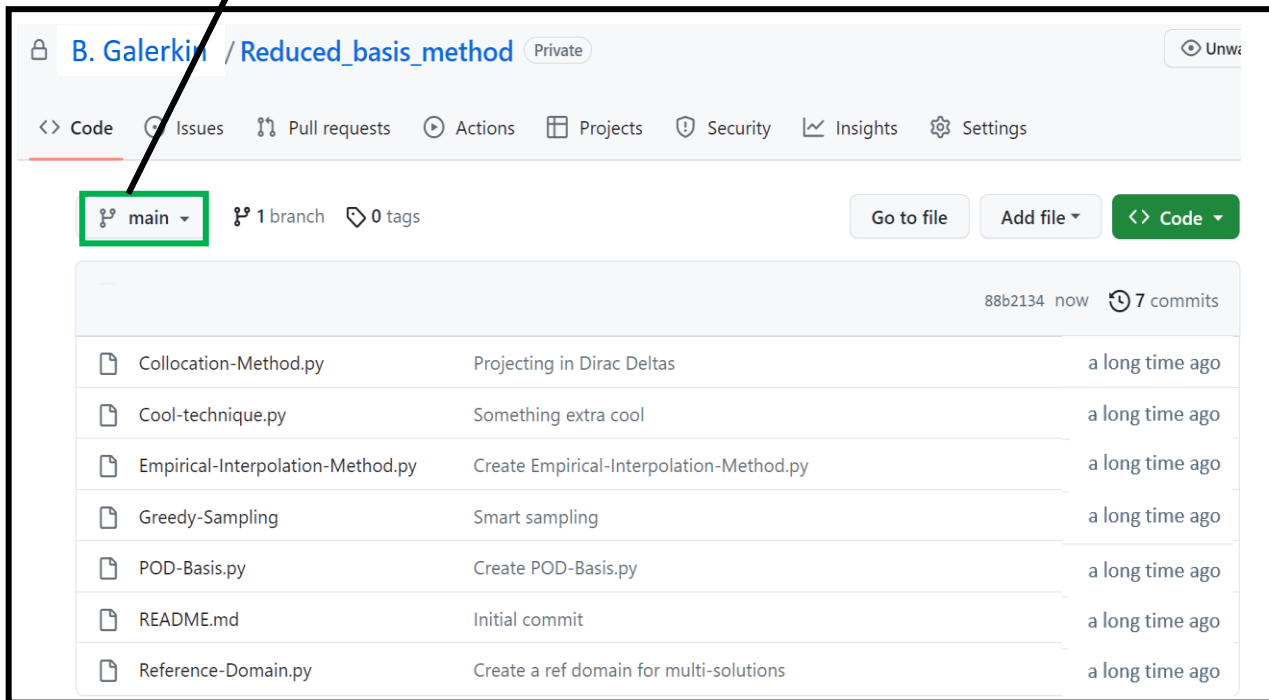 B. Galerkin / Reduced_basis_method Private Unwa
<> Code Issues Pull requests Actions Projects Security Insights Settings
main 1 branch 0 tags Go to file Add file <> Code
88b2134 now 7 commits
Collocation-Method.py Projecting in Dirac Deltas a long time ago
Cool-technique.py Something extra cool a long time ago
Empirical-Interpolation-Method.py Create Empirical-Interpolation-Method.py a long time ago
Greedy-Sampling Smart sampling a long time ago
POD-Basis.py Create POD-Basis.py a long time ago
README.md Initial commit a long time ago
Reference-Domain.py Create a ref domain for multi-solutions a long time ago